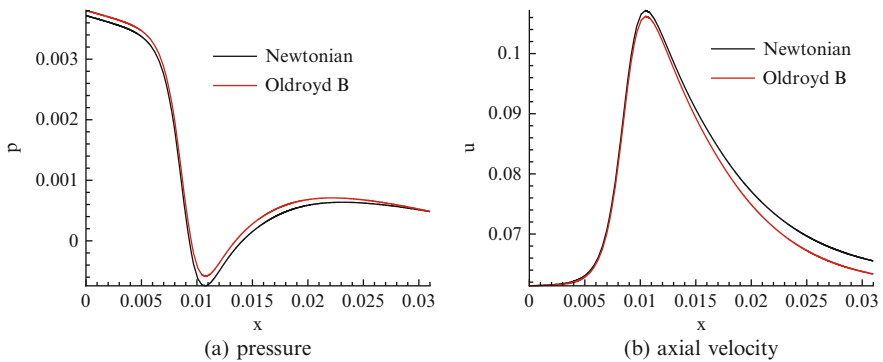 0.003
0.002
0.001
0
p
0
0.005
0.01
0.015
0.02
0.025
0.03
x
Newtonian
Oldroyd B
(a) pressure
0.1
0.09
0.08
0.07
u
0
0.005
0.01
0.015
0.02
0.025
0.03
x
Newtonian
Oldroyd B
(b) axial velocity